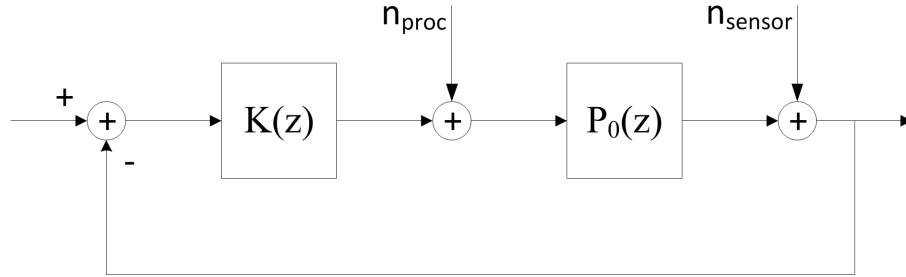 n_proc
n_sensor
+
+
K(z)
+
P_0(z)
+
-